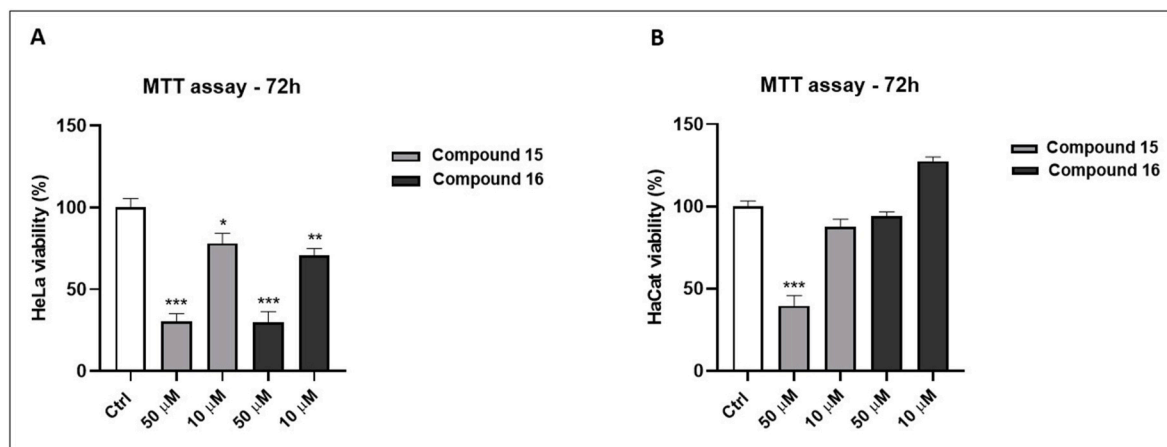 A
MTT assay - 72h
HeLa viability (%)
150
100
50
0
***
*
***
**
Ctrl
50 µM
10 µM
50 µM
10 µM
Compound 15
Compound 16
B
MTT assay - 72h
HaCat viability (%)
150
100
50
0
***
Ctrl
50 µM
10 µM
50 µM
10 µM
Compound 15
Compound 16